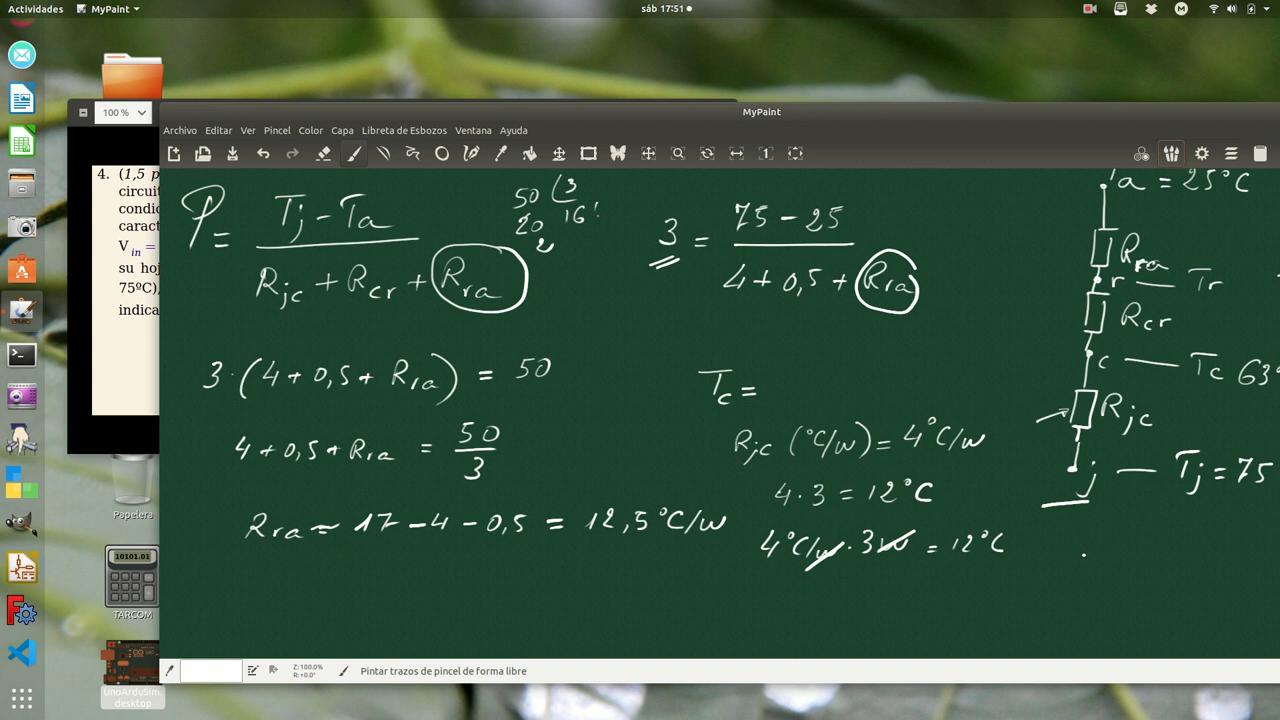 Actividades MyPaint
sáb 17:51
100 %
MyPaint
Archivo Editar Ver Pincel Color Capa Libreta de Esbozos Ventana Ayuda
4. (1,5 p
circuit
condic
caract
V in =
su hoj
75ºC),
indica
P = Tj - Ta / Rjc + Rcr + Rra
50 3
20 16
2
3 = 75 - 25 / 4 + 0,5 + Rra
3 · (4 + 0,5 + Rra) = 50
4 + 0,5 + Rra = 50 / 3
Rra ≈ 17 - 4 - 0,5 = 12,5 °C/W
Tc =
Rjc (°C/W) = 4 °C/W
4 · 3 = 12 °C
4 °C/W · 3 W = 12 °C
Ta = 25 °C
Rra
r — Tr
Rcr
c — Tc 63°
Rjc
j — Tj = 75
Papelera
10101.01
TARCOM
UnoArduSim.
desktop
Z: 100.0%
R: +0.0°
Pintar trazos de pincel de forma libre